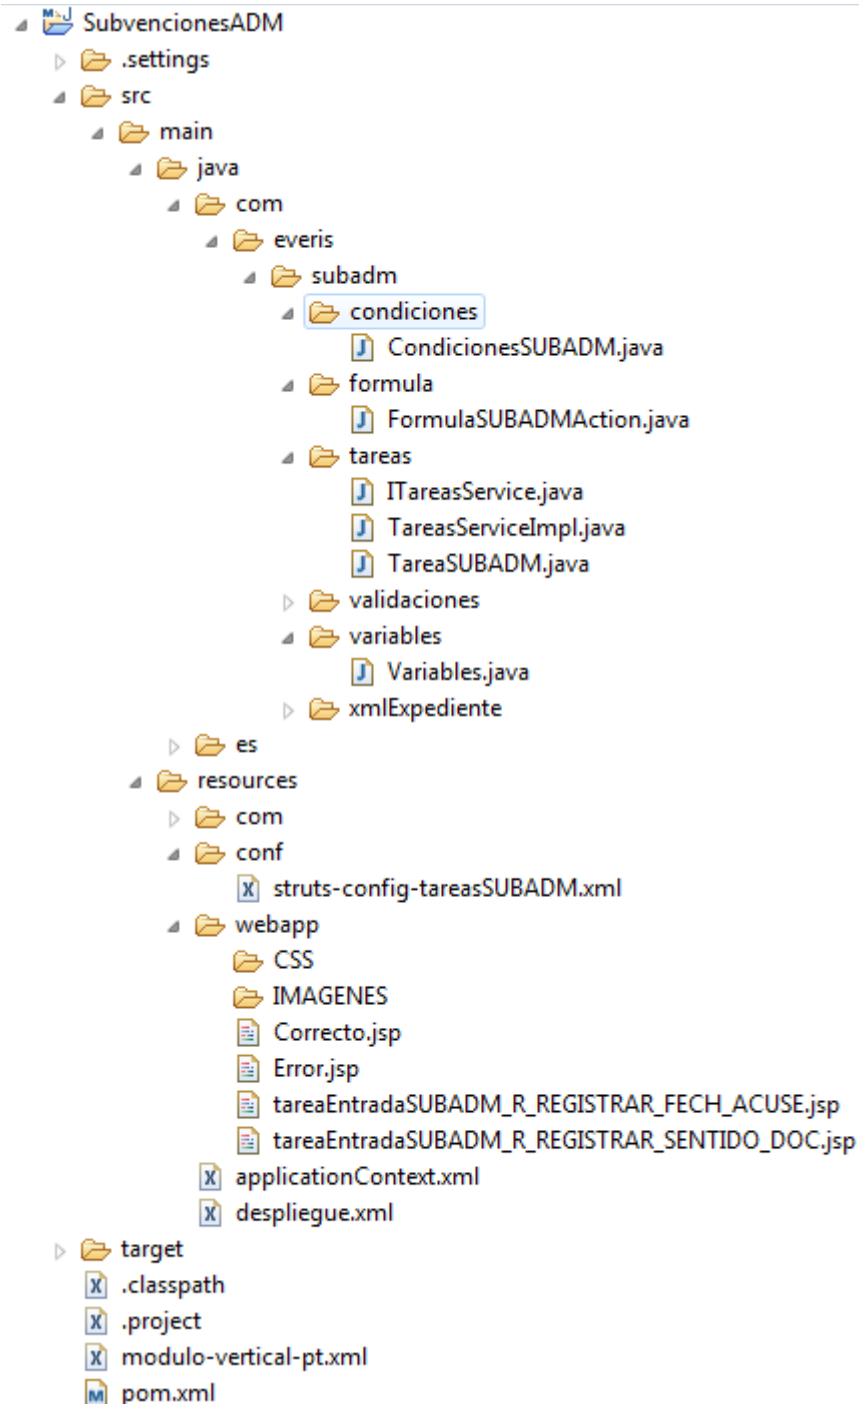 SubvencionesADM
.settings
src
main
java
com
everis
subadm
condiciones
CondicionesSUBADM.java
formula
FormulaSUBADMAction.java
tareas
ITareasService.java
TareasServiceImpl.java
TareaSUBADM.java
validaciones
variables
Variables.java
xmlExpediente
es
resources
com
conf
struts-config-tareasSUBADM.xml
webapp
CSS
IMAGENES
Correcto.jsp
Error.jsp
tareaEntradaSUBADM_R_REGISTRAR_FECH_ACUSE.jsp
tareaEntradaSUBADM_R_REGISTRAR_SENTIDO_DOC.jsp
applicationContext.xml
despliegue.xml
target
.classpath
.project
modulo-vertical-pt.xml
pom.xml